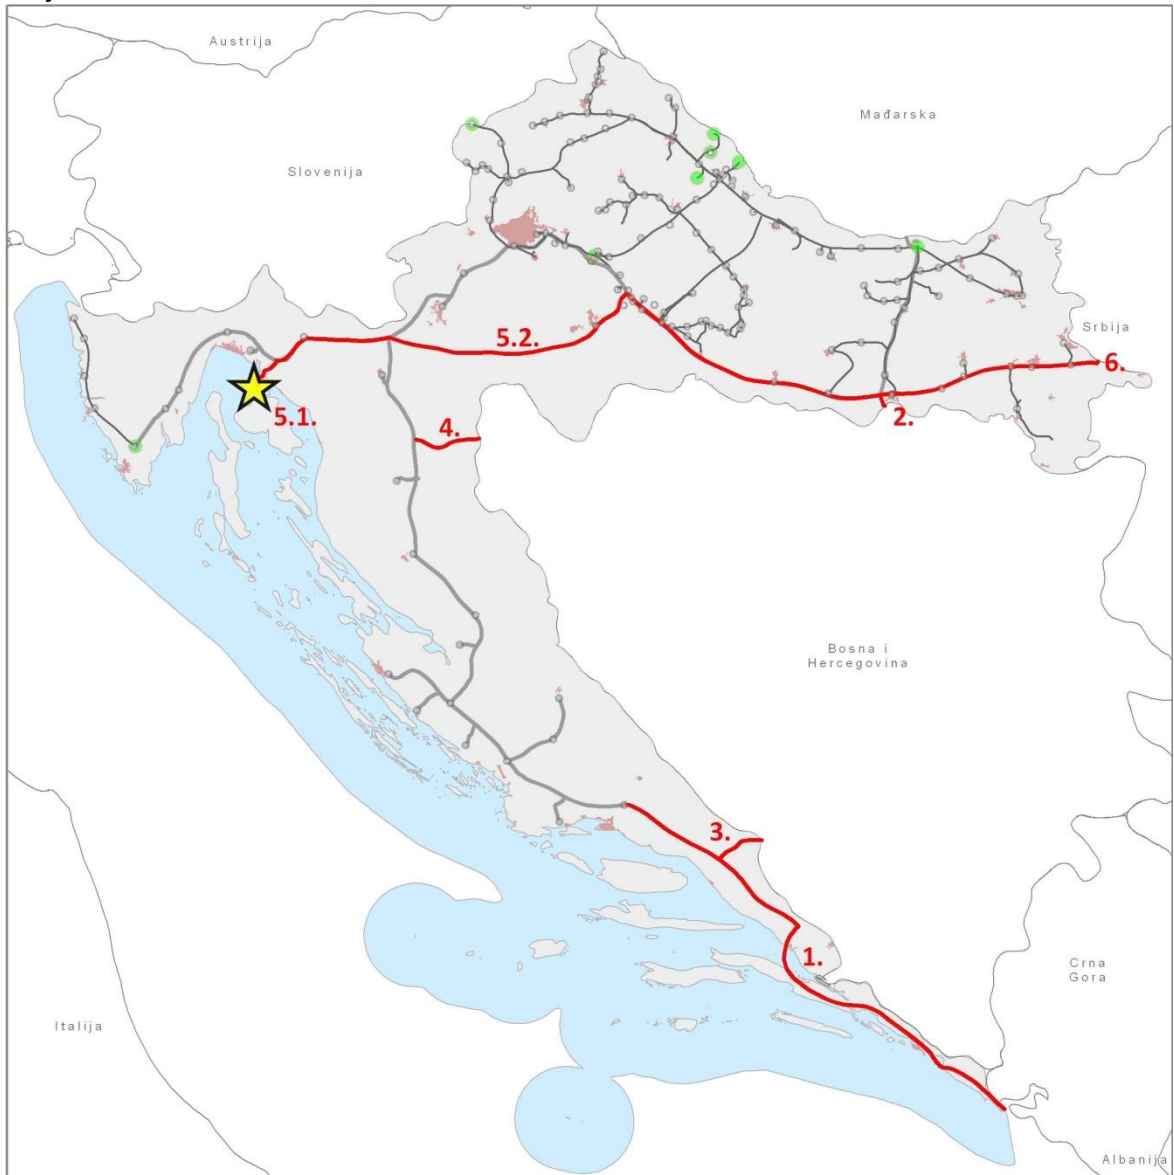 Austrija
Mađarska
Slovenija
Srbija
6.
5.2.
5.1.
2.
4.
Bosna i
Hercegovina
3.
1.
Crna
Gora
Italija
Albanija